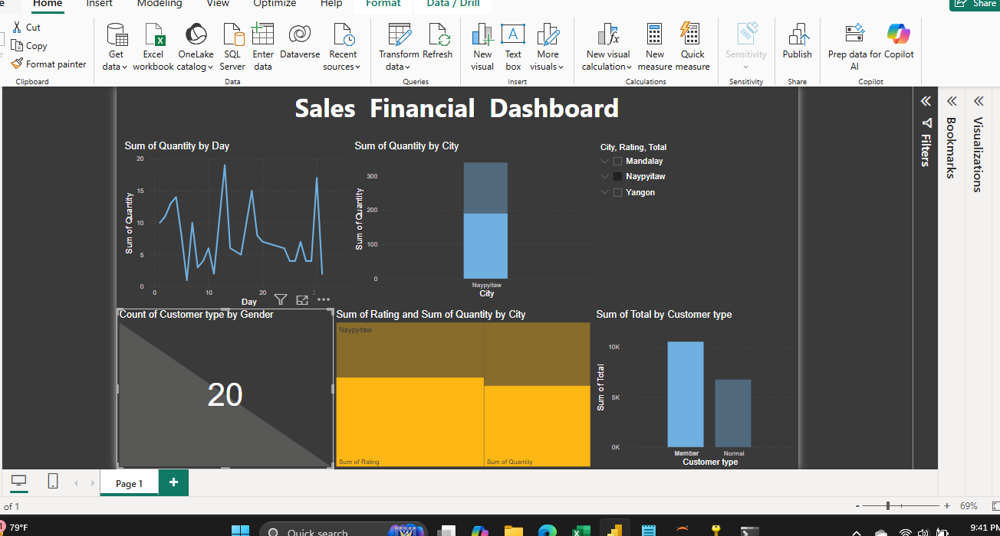 Home Insert Modeling View Optimize Help Format Data / Drill Share
Cut
Copy
Format painter
Clipboard
Get data
Excel workbook
OneLake catalog
SQL Server
Enter data
Dataverse
Recent sources
Data
Transform data
Refresh
Queries
New visual
Text box
More visuals
Insert
New visual calculation
New measure
Quick measure
Calculations
Sensitivity
Sensitivity
Publish
Share
Prep data for AI
Copilot
Copilot
Sales Financial Dashboard
Sum of Quantity by Day
20
15
10
5
0
Sum of Quantity
0 10 20
Day
Sum of Quantity by City
300
200
100
0
Sum of Quantity
Naypyitaw
City
City, Rating, Total
Mandalay
Naypyitaw
Yangon
Count of Customer type by Gender
20
Sum of Rating and Sum of Quantity by City
Naypyitaw
Sum of Rating
Sum of Quantity
Sum of Total by Customer type
10K
5K
0K
Sum of Total
Member Normal
Customer type
Filters
Bookmarks
Visualizations
Page 1
+
of 1
- + 69%
79°F
Quick search
9:41 PM